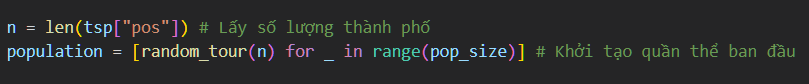 n = len(tsp["pos"]) # Lấy số lượng thành phố
population = [random_tour(n) for _ in range(pop_size)] # Khởi tạo quần thể ban đầu